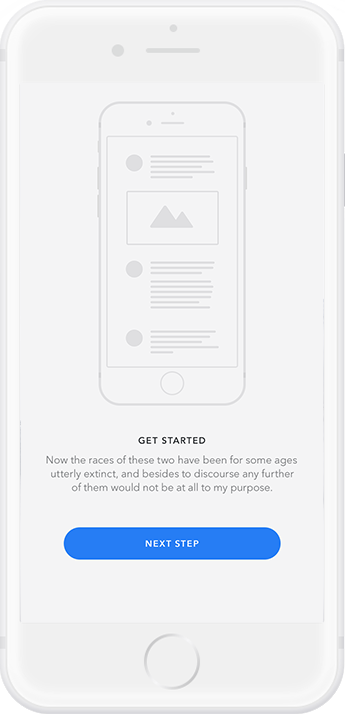 GET STARTED
Now the races of these two have been for some ages
utterly extinct, and besides to discourse any further
of them would not be at all to my purpose.
NEXT STEP